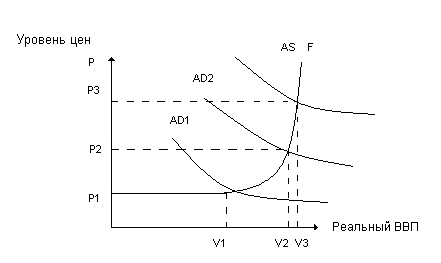 Уровень цен
AS F
P
AD2
P3
AD1
P2
P1
Реальный ВВП
V1 V2 V3